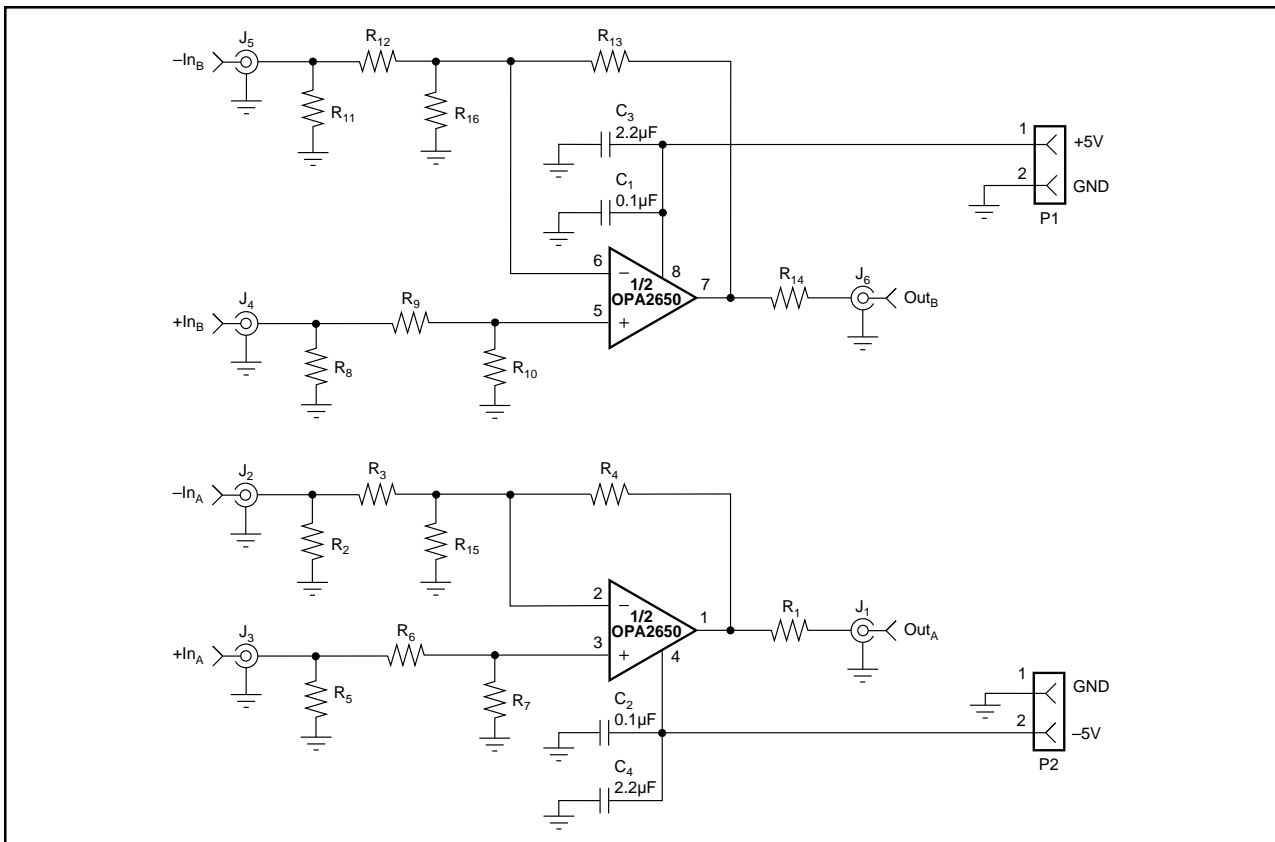 J5
–InB
R12
R13
R11
R16
C3
2.2µF
C1
0.1µF
1
+5V
2
GND
P1
6
–
1/2
OPA2650
8
7
5
+
R14
J6
OutB
J4
+InB
R9
R8
R10
J2
–InA
R3
R4
R2
R15
2
–
1/2
OPA2650
1
3
+
4
R1
J1
OutA
J3
+InA
R6
R5
R7
C2
0.1µF
C4
2.2µF
1
GND
2
–5V
P2